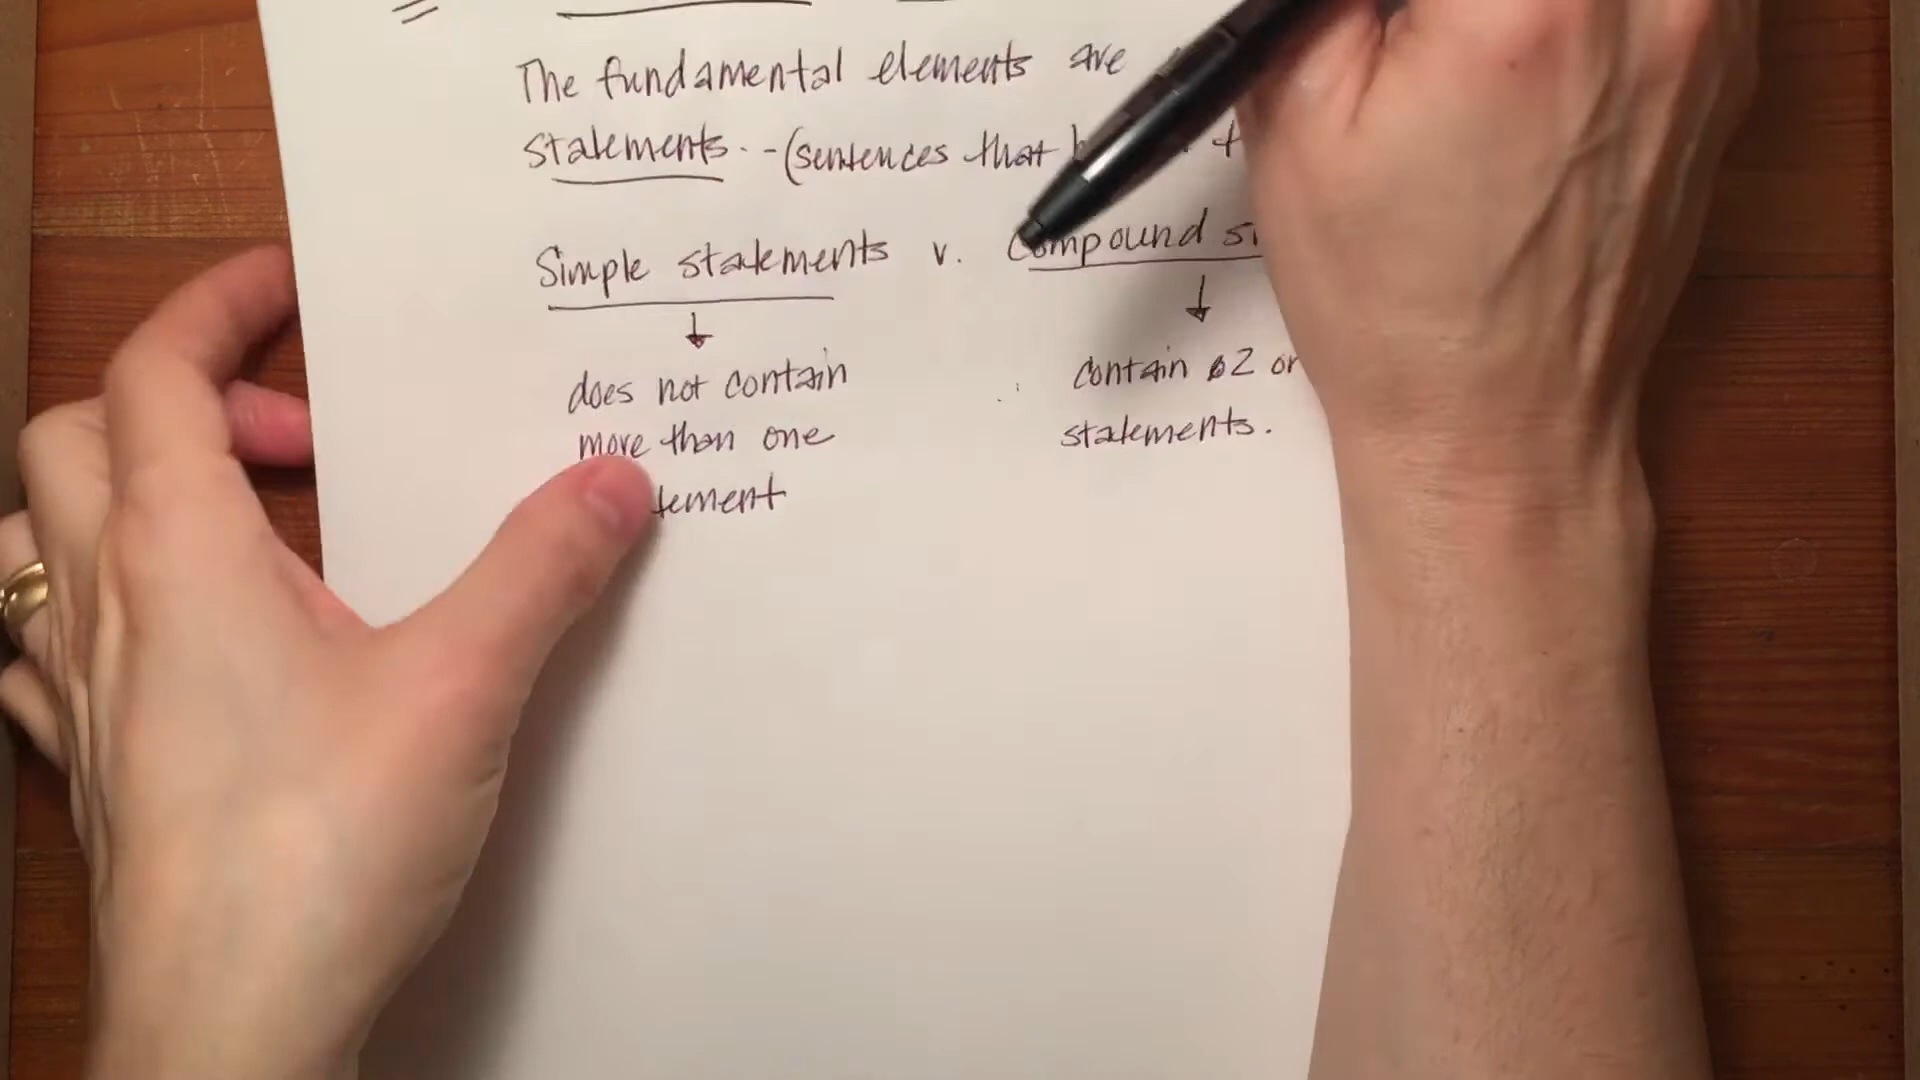 The fundamental elements are
statements. - (sentences that
Simple statements v. Compound
does not contain
more than one
contain 2 or
statements.